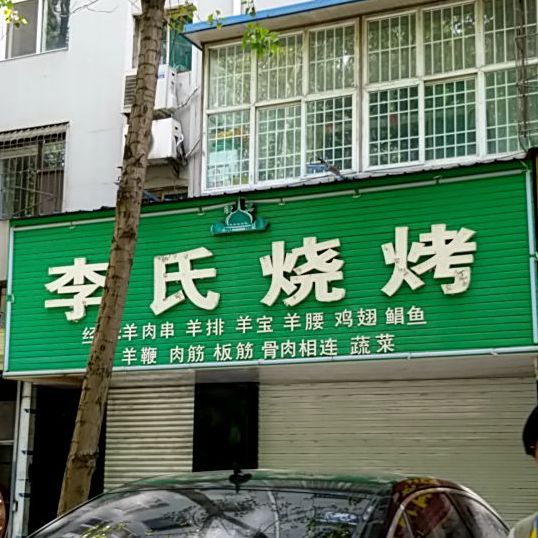 李氏烧烤
经 羊肉串 羊排 羊宝 羊腰 鸡翅 鲳鱼
羊鞭 肉筋 板筋 骨肉相连 蔬菜